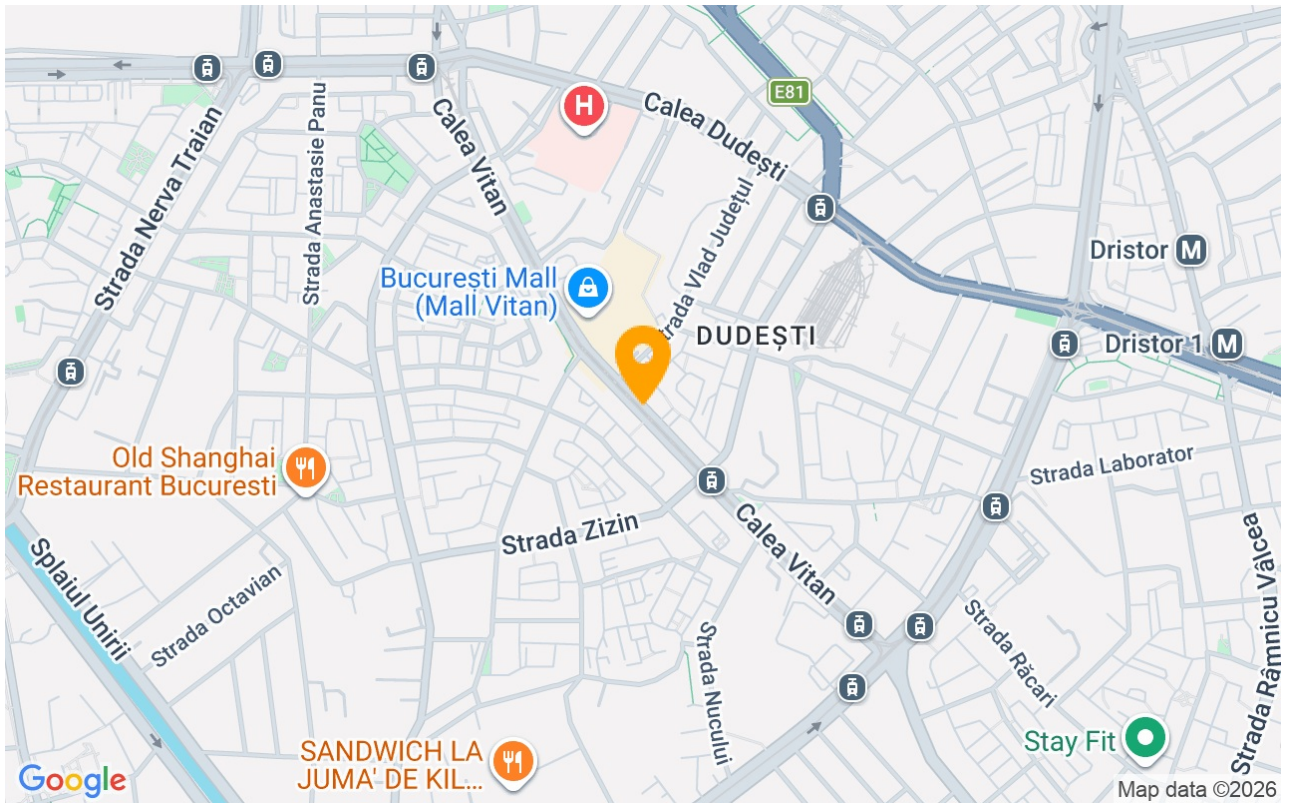 E81
H
Calea Dudești
Calea Vitan
Strada Nerva Traian
Strada Anastasie Panu
Strada Vlad Județul
Dristor M
București Mall
(Mall Vitan)
DUDEȘTI
Dristor 1 M
Old Shanghai
Restaurant Bucuresti
Strada Laborator
Strada Zizin
Calea Vitan
Splaiul Unirii
Strada Octavian
Strada Nucului
Strada Răcari
Strada Râmnicu Vâlcea
SANDWICH LA
JUMA' DE KIL...
Stay Fit
Google
Map data ©2026